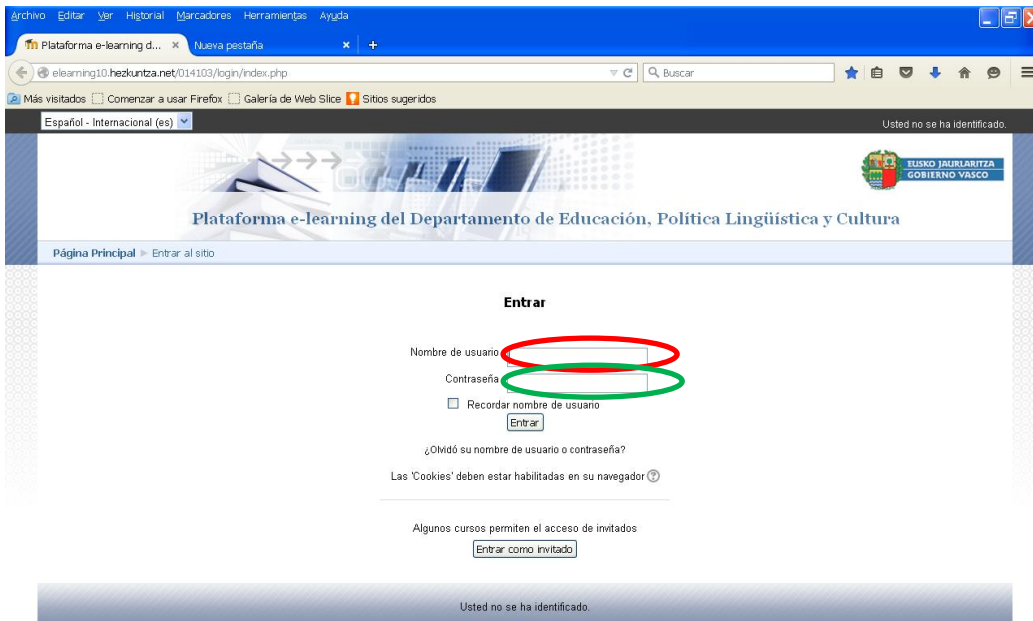 Archivo Editar Ver Historial Marcadores Herramientas Ayuda
Plataforma e-learning d... × Nueva pestaña × +
elearning10.hezkuntza.net/014103/login/index.php Buscar
Más visitados Comenzar a usar Firefox Galería de Web Slice Sitios sugeridos
Español - Internacional (es) Usted no se ha identificado.
EUSKO JAURLARITZA
GOBIERNO VASCO
Plataforma e-learning del Departamento de Educación, Política Lingüística y Cultura
Página Principal ► Entrar al sitio
Entrar
Nombre de usuario
Contraseña
Recordar nombre de usuario
Entrar
¿Olvidó su nombre de usuario o contraseña?
Las 'Cookies' deben estar habilitadas en su navegador ?
Algunos cursos permiten el acceso de invitados
Entrar como invitado
Usted no se ha identificado.